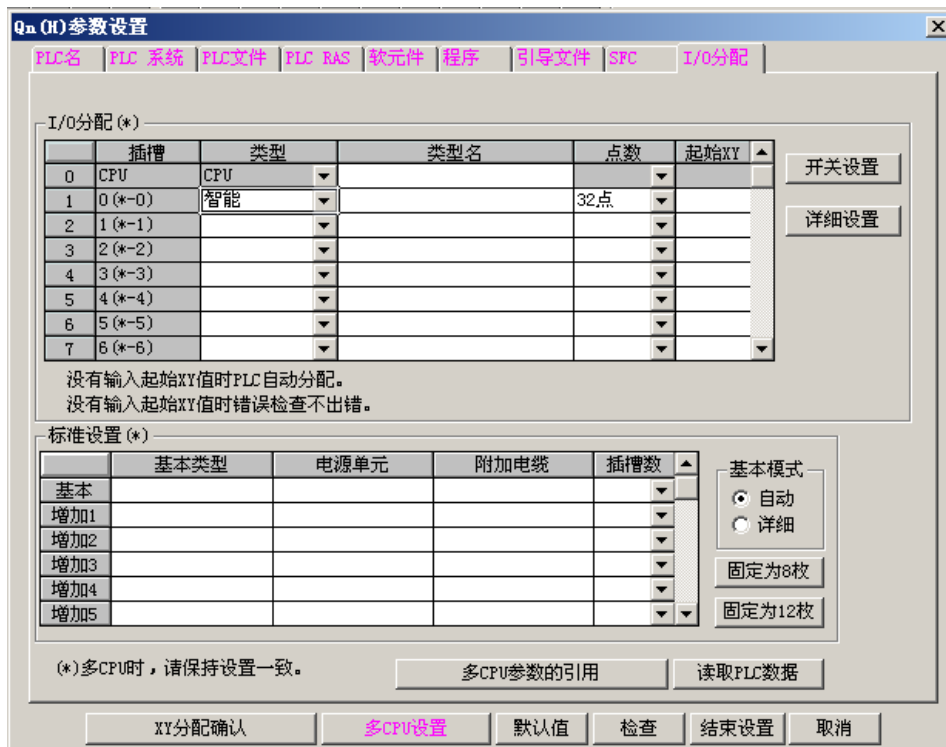 Qn(H)参数设置
PLC名 PLC 系统 PLC文件 PLC RAS 软元件 程序 引导文件 SFC I/O分配
I/O分配(*)
插槽 类型 类型名 点数 起始XY
0 CPU CPU
1 0(*-0) 智能 32点
2 1(*-1)
3 2(*-2)
4 3(*-3)
5 4(*-4)
6 5(*-5)
7 6(*-6)
开关设置
详细设置
没有输入起始XY值时PLC自动分配。
没有输入起始XY值时错误检查不出错。
标准设置(*)
基本类型 电源单元 附加电缆 插槽数
基本
增加1
增加2
增加3
增加4
增加5
基本模式
自动
详细
固定为8枚
固定为12枚
(*)多CPU时，请保持设置一致。
多CPU参数的引用 读取PLC数据
XY分配确认 多CPU设置 默认值 检查 结束设置 取消